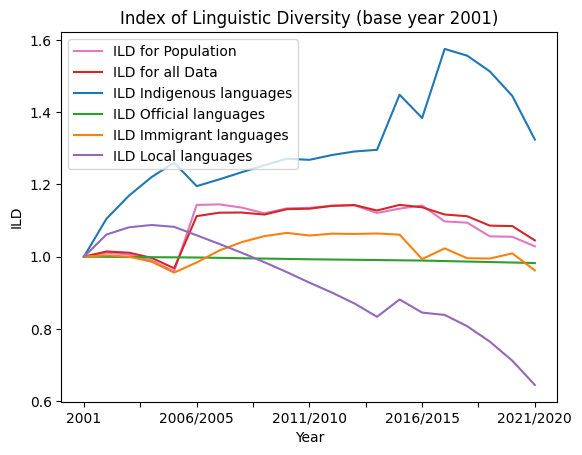 Index of Linguistic Diversity (base year 2001)
1.6
1.4
1.2
1.0
0.8
0.6
ILD
ILD for Population
ILD for all Data
ILD Indigenous languages
ILD Official languages
ILD Immigrant languages
ILD Local languages
2001 2006/2005 2011/2010 2016/2015 2021/2020
Year